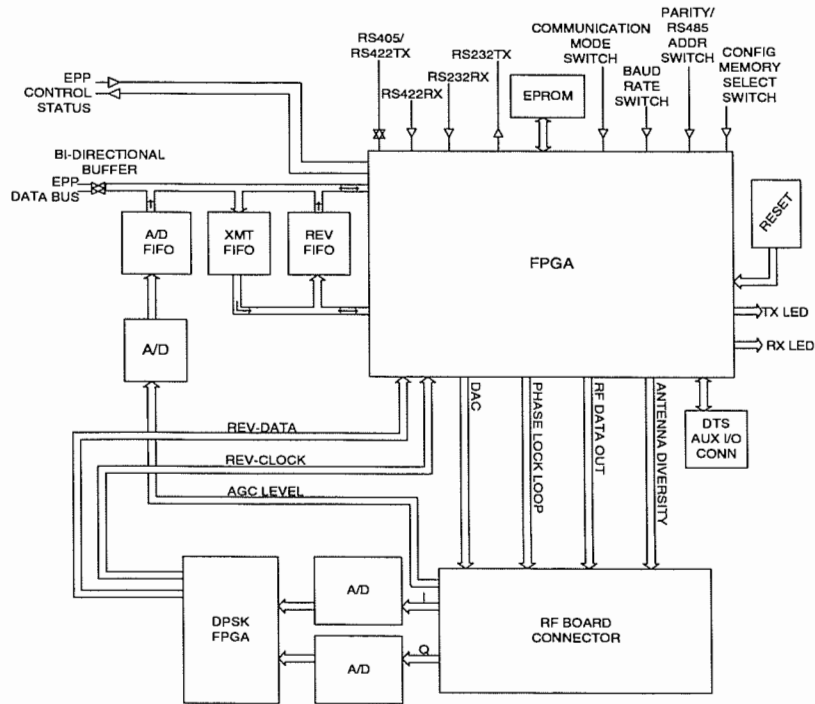 RS405/
RS422TX
RS422RX
RS232RX
RS232TX
EPROM
COMMUNICATION
MODE
SWITCH
BAUD
RATE
SWITCH
PARITY/
RS485
ADDR
SWITCH
CONFIG
MEMORY
SELECT
SWITCH
EPP
CONTROL
STATUS
BI-DIRECTIONAL
BUFFER
EPP
DATA BUS
A/D
FIFO
XMT
FIFO
REV
FIFO
FPGA
RESET
TX LED
RX LED
A/D
REV-DATA
REV-CLOCK
AGC LEVEL
DAC
PHASE LOCK LOOP
RF DATA OUT
ANTENNA DIVERSITY
DTS
AUX I/O
CONN
DPSK
FPGA
A/D
I
A/D
Q
RF BOARD
CONNECTOR